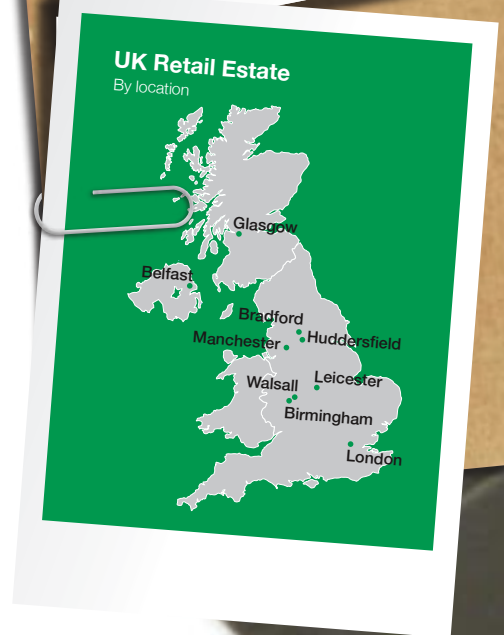 UK Retail Estate
By location
Glasgow
Belfast
Bradford
Huddersfield
Manchester
Leicester
Walsall
Birmingham
London